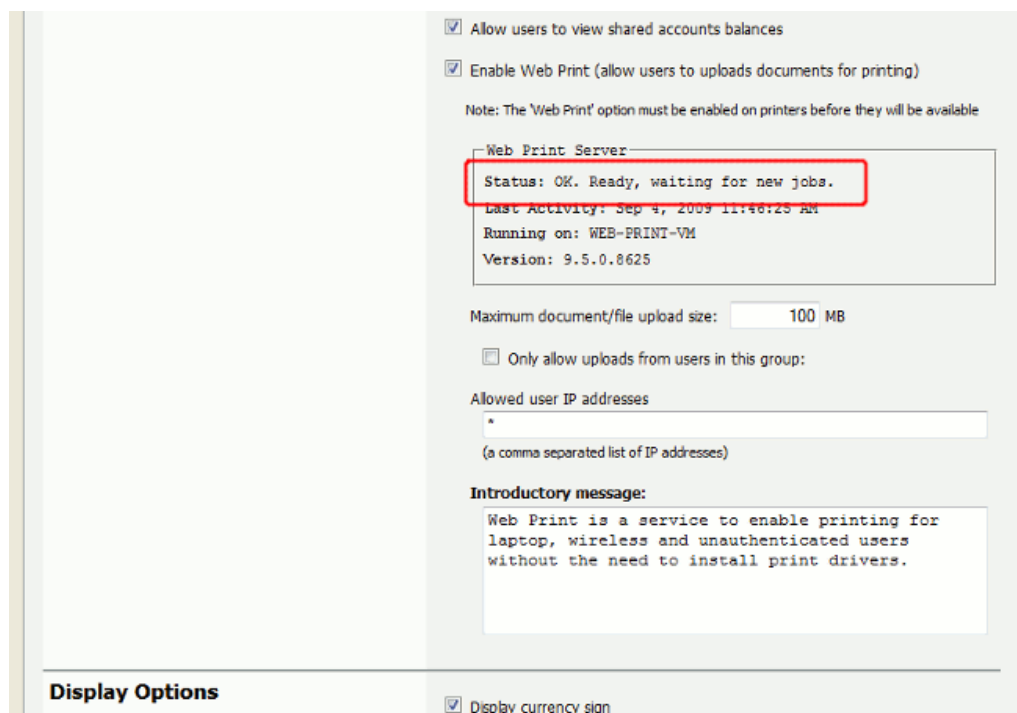 Allow users to view shared accounts balances
Enable Web Print (allow users to uploads documents for printing)
Note: The 'Web Print' option must be enabled on printers before they will be available
Web Print Server
Status: OK. Ready, waiting for new jobs.
Last Activity: Sep 4, 2009 11:46:25 AM
Running on: WEB-PRINT-VM
Version: 9.5.0.8625
Maximum document/file upload size: 100 MB
Only allow uploads from users in this group:
Allowed user IP addresses
*
(a comma separated list of IP addresses)
Introductory message:
Web Print is a service to enable printing for
laptop, wireless and unauthenticated users
without the need to install print drivers.
Display Options
Display currency sign